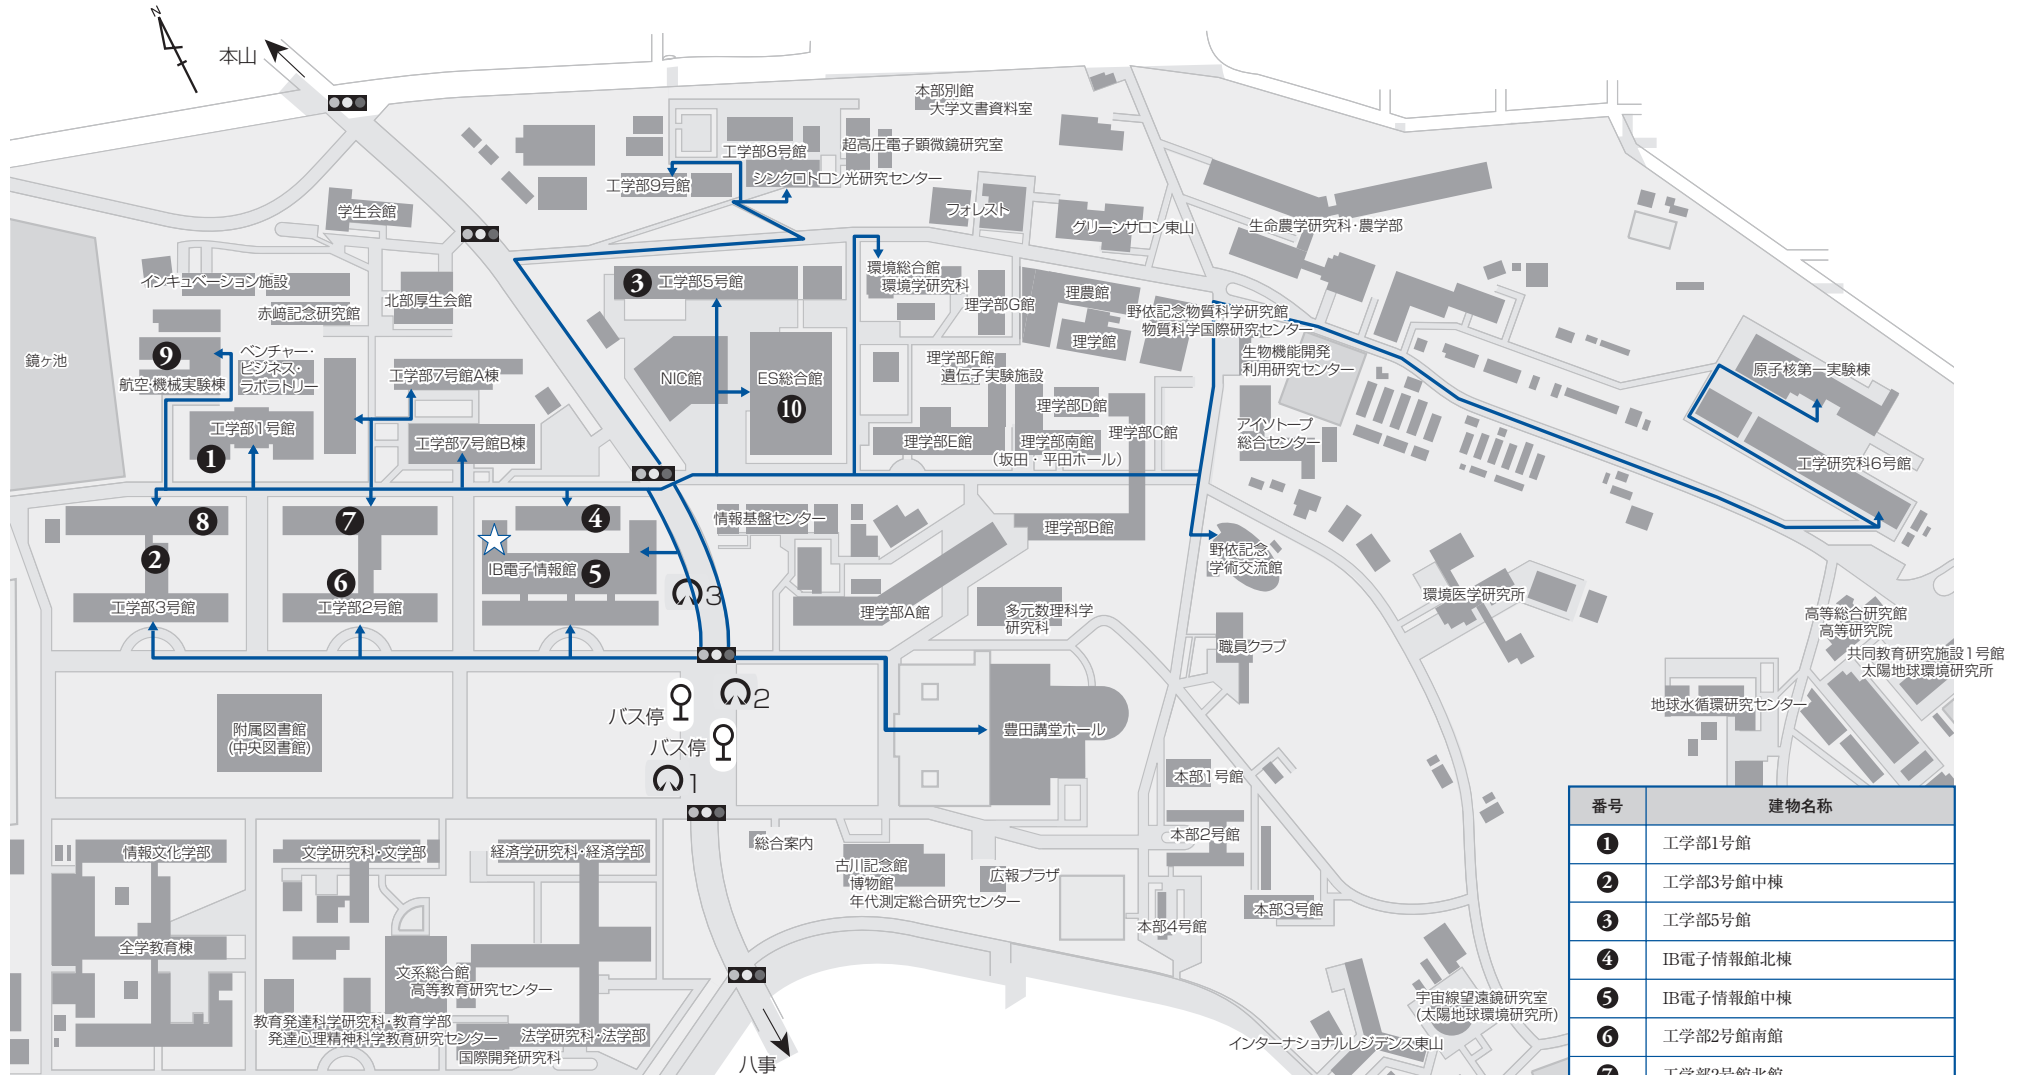 N
本山
本部別館
大学文書資料室
工学部8号館
超高圧電子顕微鏡研究室
工学部9号館
シンクロトロン光研究センター
学生会館
フォレスト
グリーンサロン東山
生命農学研究科・農学部
インキュベーション施設
北部厚生会館
赤﨑記念研究館
3
工学部5号館
環境総合館
環境学研究科
理学部G館
理農館
野依記念物質科学研究館
物質科学国際研究センター
理学館
鏡ヶ池
9
航空・機械実験棟
ベンチャー・
ビジネス・
ラボラトリー
工学部7号館A棟
NIC館
ES総合館
10
理学部F館
遺伝子実験施設
生物機能開発
利用研究センター
原子核第一実験棟
理学部D館
工学部1号館
1
工学部7号館B棟
理学部E館
理学部南館
(坂田・平田ホール)
理学部C館
アイソトープ
総合センター
工学研究科6号館
8
7
4
情報基盤センター
理学部B館
2
6
IB電子情報館
5
野依記念
学術交流館
3
工学部3号館
工学部2号館
理学部A館
多元数理科学
研究科
環境医学研究所
高等総合研究館
高等研究院
職員クラブ
共同教育研究施設1号館
太陽地球環境研究所
2
バス停
地球水循環研究センター
附属図書館
(中央図書館)
バス停
豊田講堂ホール
1
本部1号館
情報文化学部
文学研究科・文学部
経済学研究科・経済学部
総合案内
本部2号館
古川記念館
博物館
年代測定総合研究センター
広報プラザ
本部3号館
本部4号館
全学教育棟
文系総合館
高等教育研究センター
宇宙線望遠鏡研究室
(太陽地球環境研究所)
教育発達科学研究科・教育学部
発達心理精神科学教育研究センター
法学研究科・法学部
国際開発研究科
インターナショナルレジデンス東山
八事
番号 建物名称
1 工学部1号館
2 工学部3号館中棟
3 工学部5号館
4 IB電子情報館北棟
5 IB電子情報館中棟
6 工学部2号館南館
7 工学部2号館北館